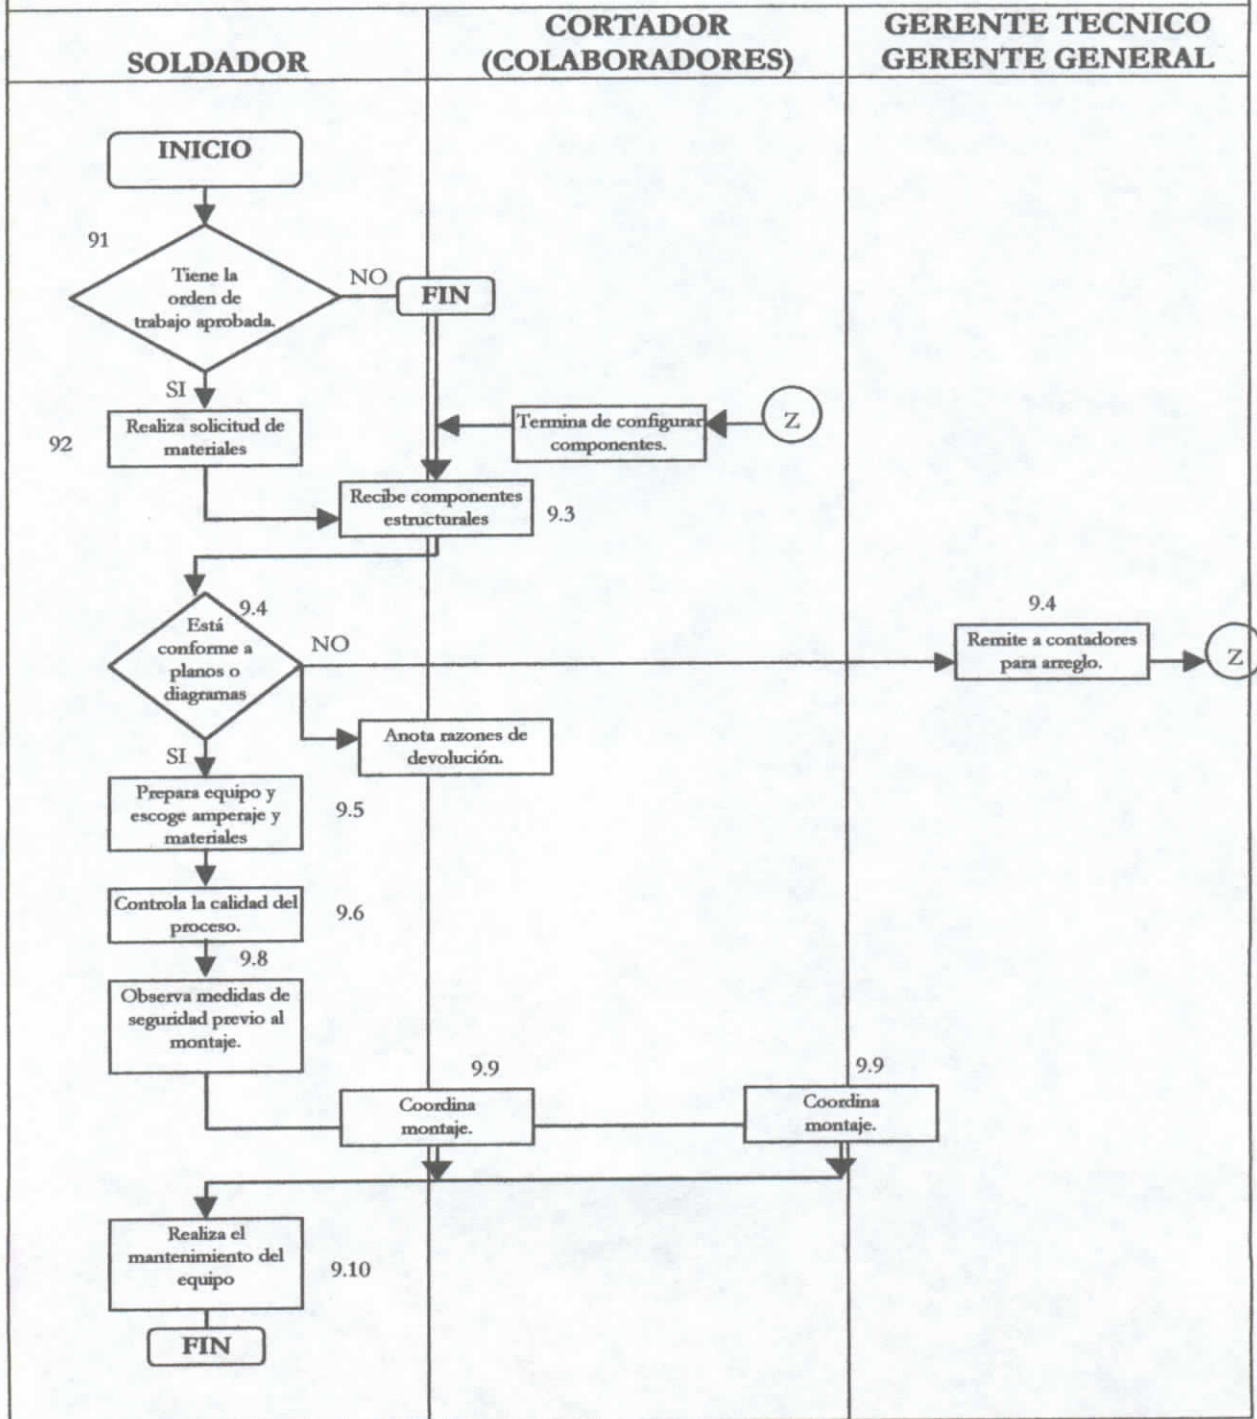 SOLDADOR
CORTADOR
(COLABORADORES)
GERENTE TECNICO
GERENTE GENERAL
INICIO
91
Tiene la
orden de
trabajo aprobada.
NO
FIN
SI
92
Realiza solicitud de
materiales
Termina de configurar
componentes.
Z
Recibe componentes
estructurales
9.3
9.4
Está
conforme a
planos o
diagramas
NO
9.4
Remite a contadores
para arreglo.
Z
Anota razones de
devolución.
SI
Prepara equipo y
escoge amperaje y
materiales
9.5
Controla la calidad del
proceso.
9.6
9.8
Observa medidas de
seguridad previo al
montaje.
9.9
Coordina
montaje.
9.9
Coordina
montaje.
Realiza el
mantenimiento del
equipo
9.10
FIN